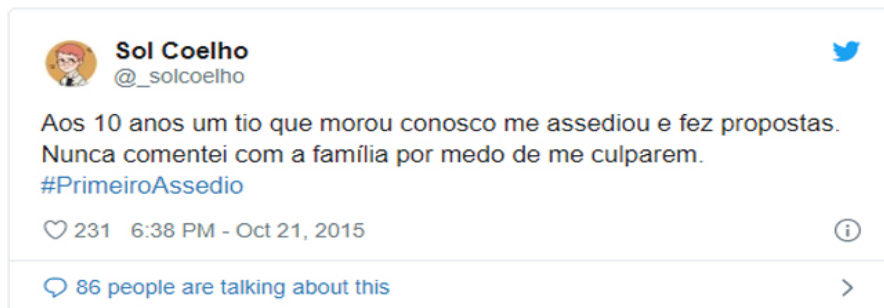 Sol Coelho
@_solcoelho
Aos 10 anos um tio que morou conosco me assediou e fez propostas.
Nunca comentei com a família por medo de me culparem.
#PrimeiroAssedio
231 6:38 PM - Oct 21, 2015
86 people are talking about this